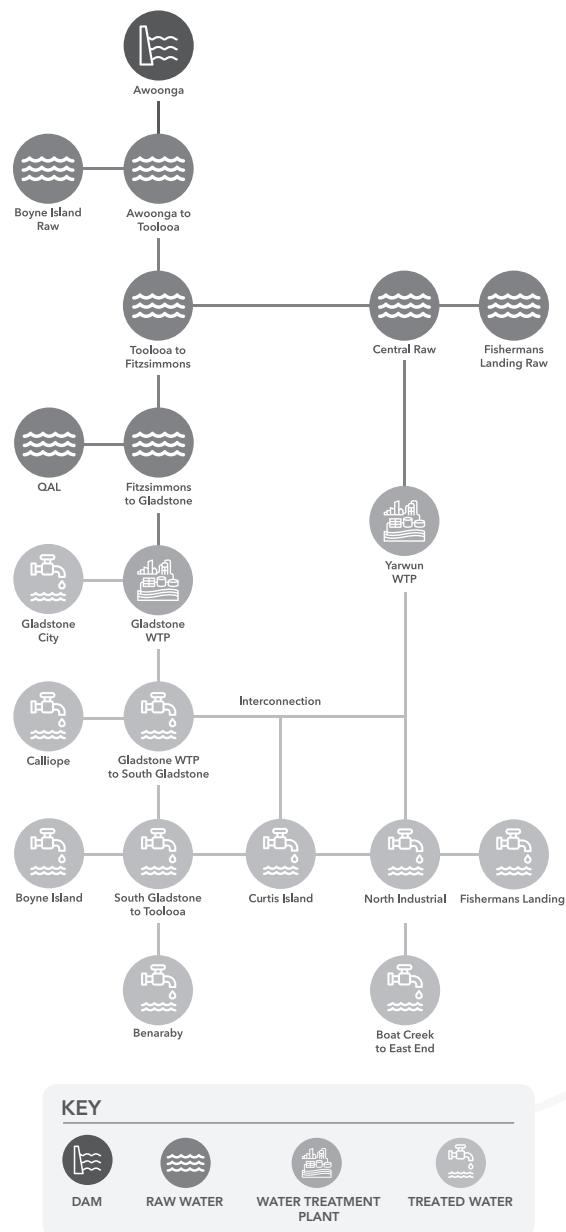 Awoonga
Boyne Island
Raw
Awoonga to
Toolooa
Toolooa to
Fitzsimmons
Central Raw
Fishermans
Landing Raw
QAL
Fitzsimmons
to Gladstone
Yarwun
WTP
Gladstone
City
Gladstone
WTP
Interconnection
Calliope
Gladstone WTP
to South Gladstone
Boyne Island
South Gladstone
to Toolooa
Curtis Island
North Industrial
Fishermans Landing
Benaraby
Boat Creek
to East End
KEY
DAM
RAW WATER
WATER TREATMENT
PLANT
TREATED WATER